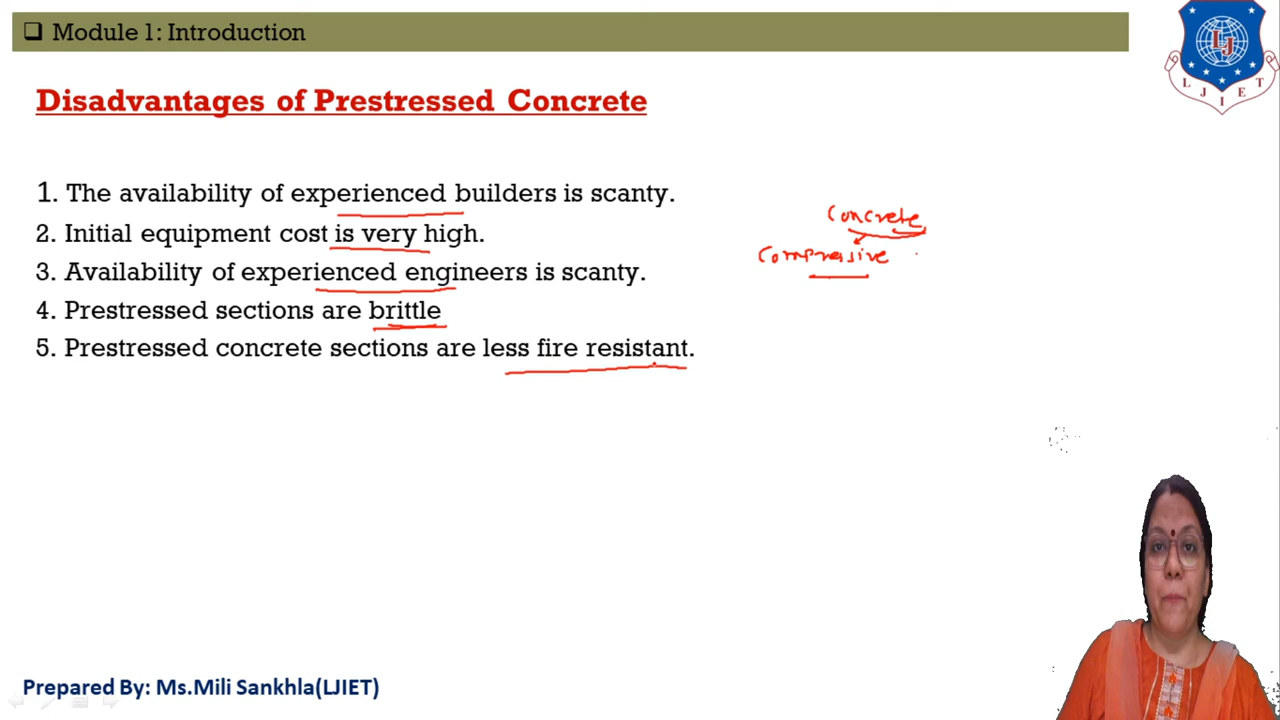 Module 1: Introduction
LJ
LJIET
Disadvantages of Prestressed Concrete
1. The availability of experienced builders is scanty.
2. Initial equipment cost is very high.
3. Availability of experienced engineers is scanty.
4. Prestressed sections are brittle
5. Prestressed concrete sections are less fire resistant.
Concrete
Compressive
Prepared By: Ms.Mili Sankhla(LJIET)